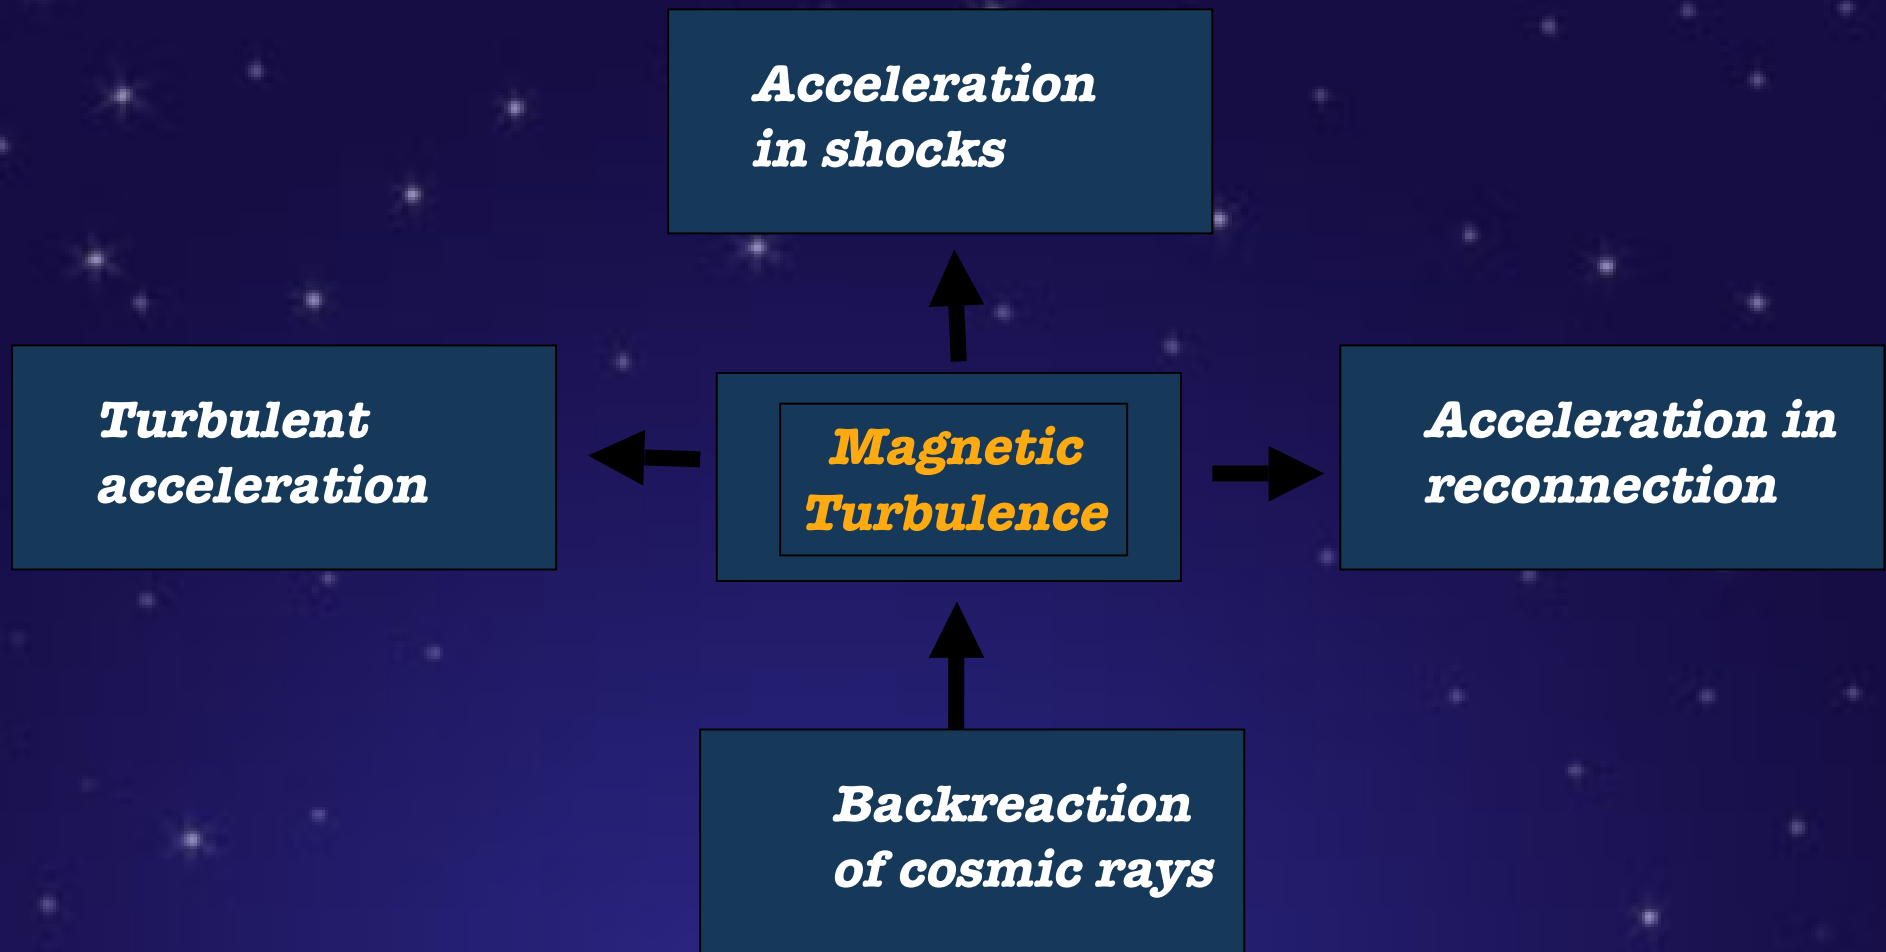 Acceleration
in shocks
Turbulent
acceleration
Magnetic
Turbulence
Acceleration in
reconnection
Backreaction
of cosmic rays